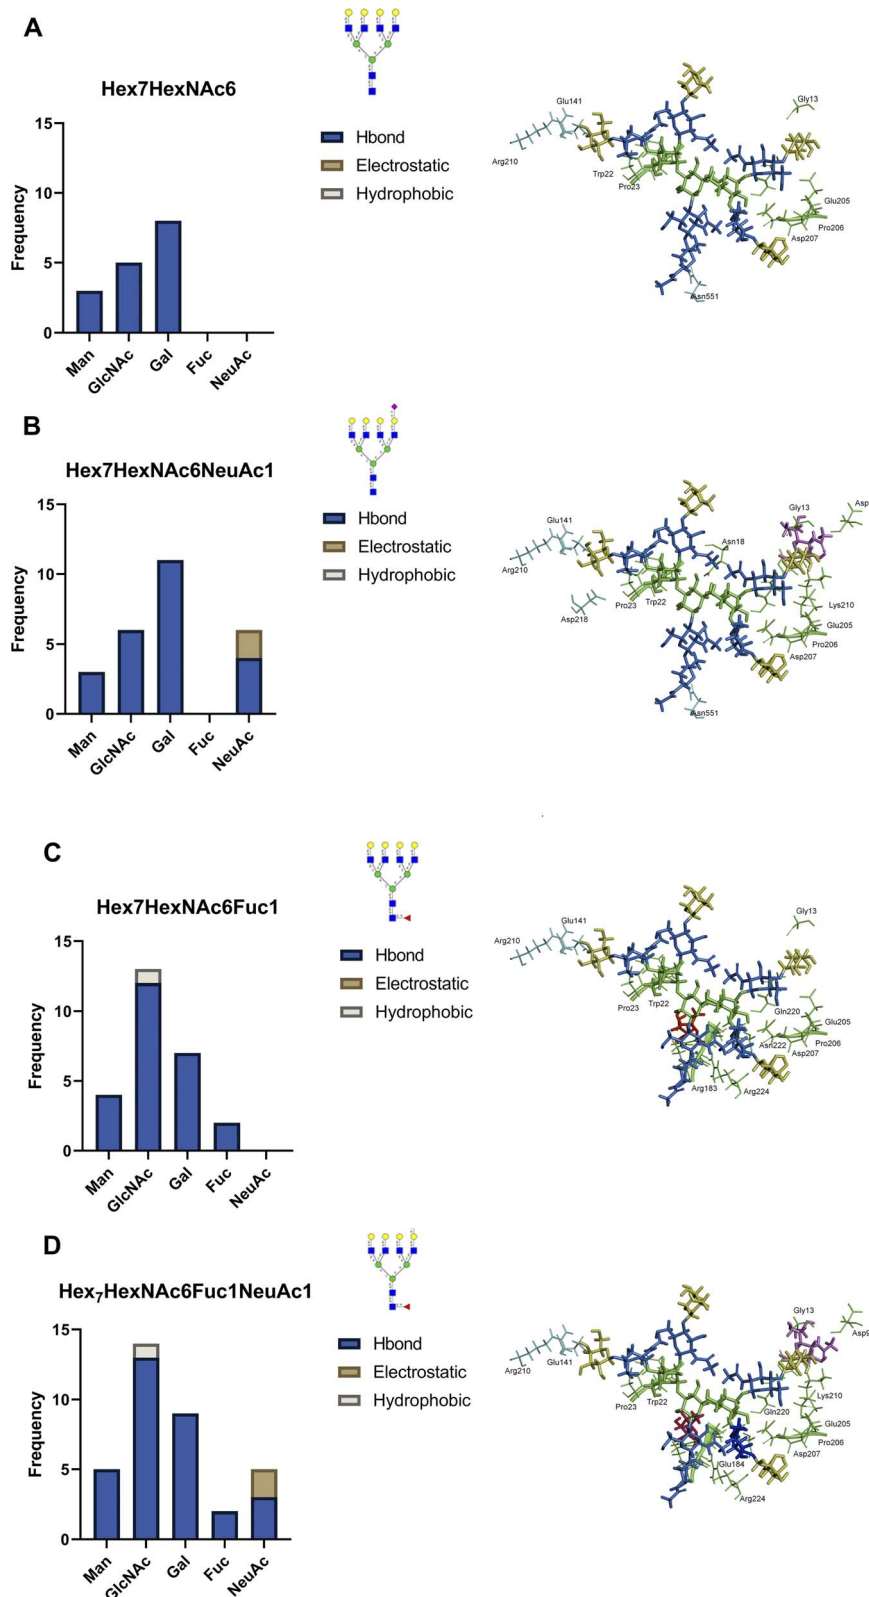 A
Hex7HexNAc6
Frequency
15
10
5
0
Man
GlcNAc
Gal
Fuc
NeuAc
Hbond
Electrostatic
Hydrophobic
Glu141
Arg210
Trp22
Pro23
Gly13
Glu205
Pro206
Asp207
Asn551
B
Hex7HexNAc6NeuAc1
Frequency
15
10
5
0
Man
GlcNAc
Gal
Fuc
NeuAc
Hbond
Electrostatic
Hydrophobic
Glu141
Arg210
Asp218
Pro23
Trp22
Asn18
Gly13
Asp
Lys210
Glu205
Pro206
Asp207
Asn551
C
Hex7HexNAc6Fuc1
Frequency
15
10
5
0
Man
GlcNAc
Gal
Fuc
NeuAc
Hbond
Electrostatic
Hydrophobic
Arg210
Glu141
Pro23
Trp22
Gly13
Gln220
Glu205
Asn222
Pro206
Asp207
Arg183
Arg224
D
Hex₇HexNAc6Fuc1NeuAc1
Frequency
15
10
5
0
Man
GlcNAc
Gal
Fuc
NeuAc
Hbond
Electrostatic
Hydrophobic
Arg210
Glu141
Pro23
Trp22
Gly13
Asp9
Lys210
Gln220
Glu205
Pro206
Asp207
Glu184
Arg224